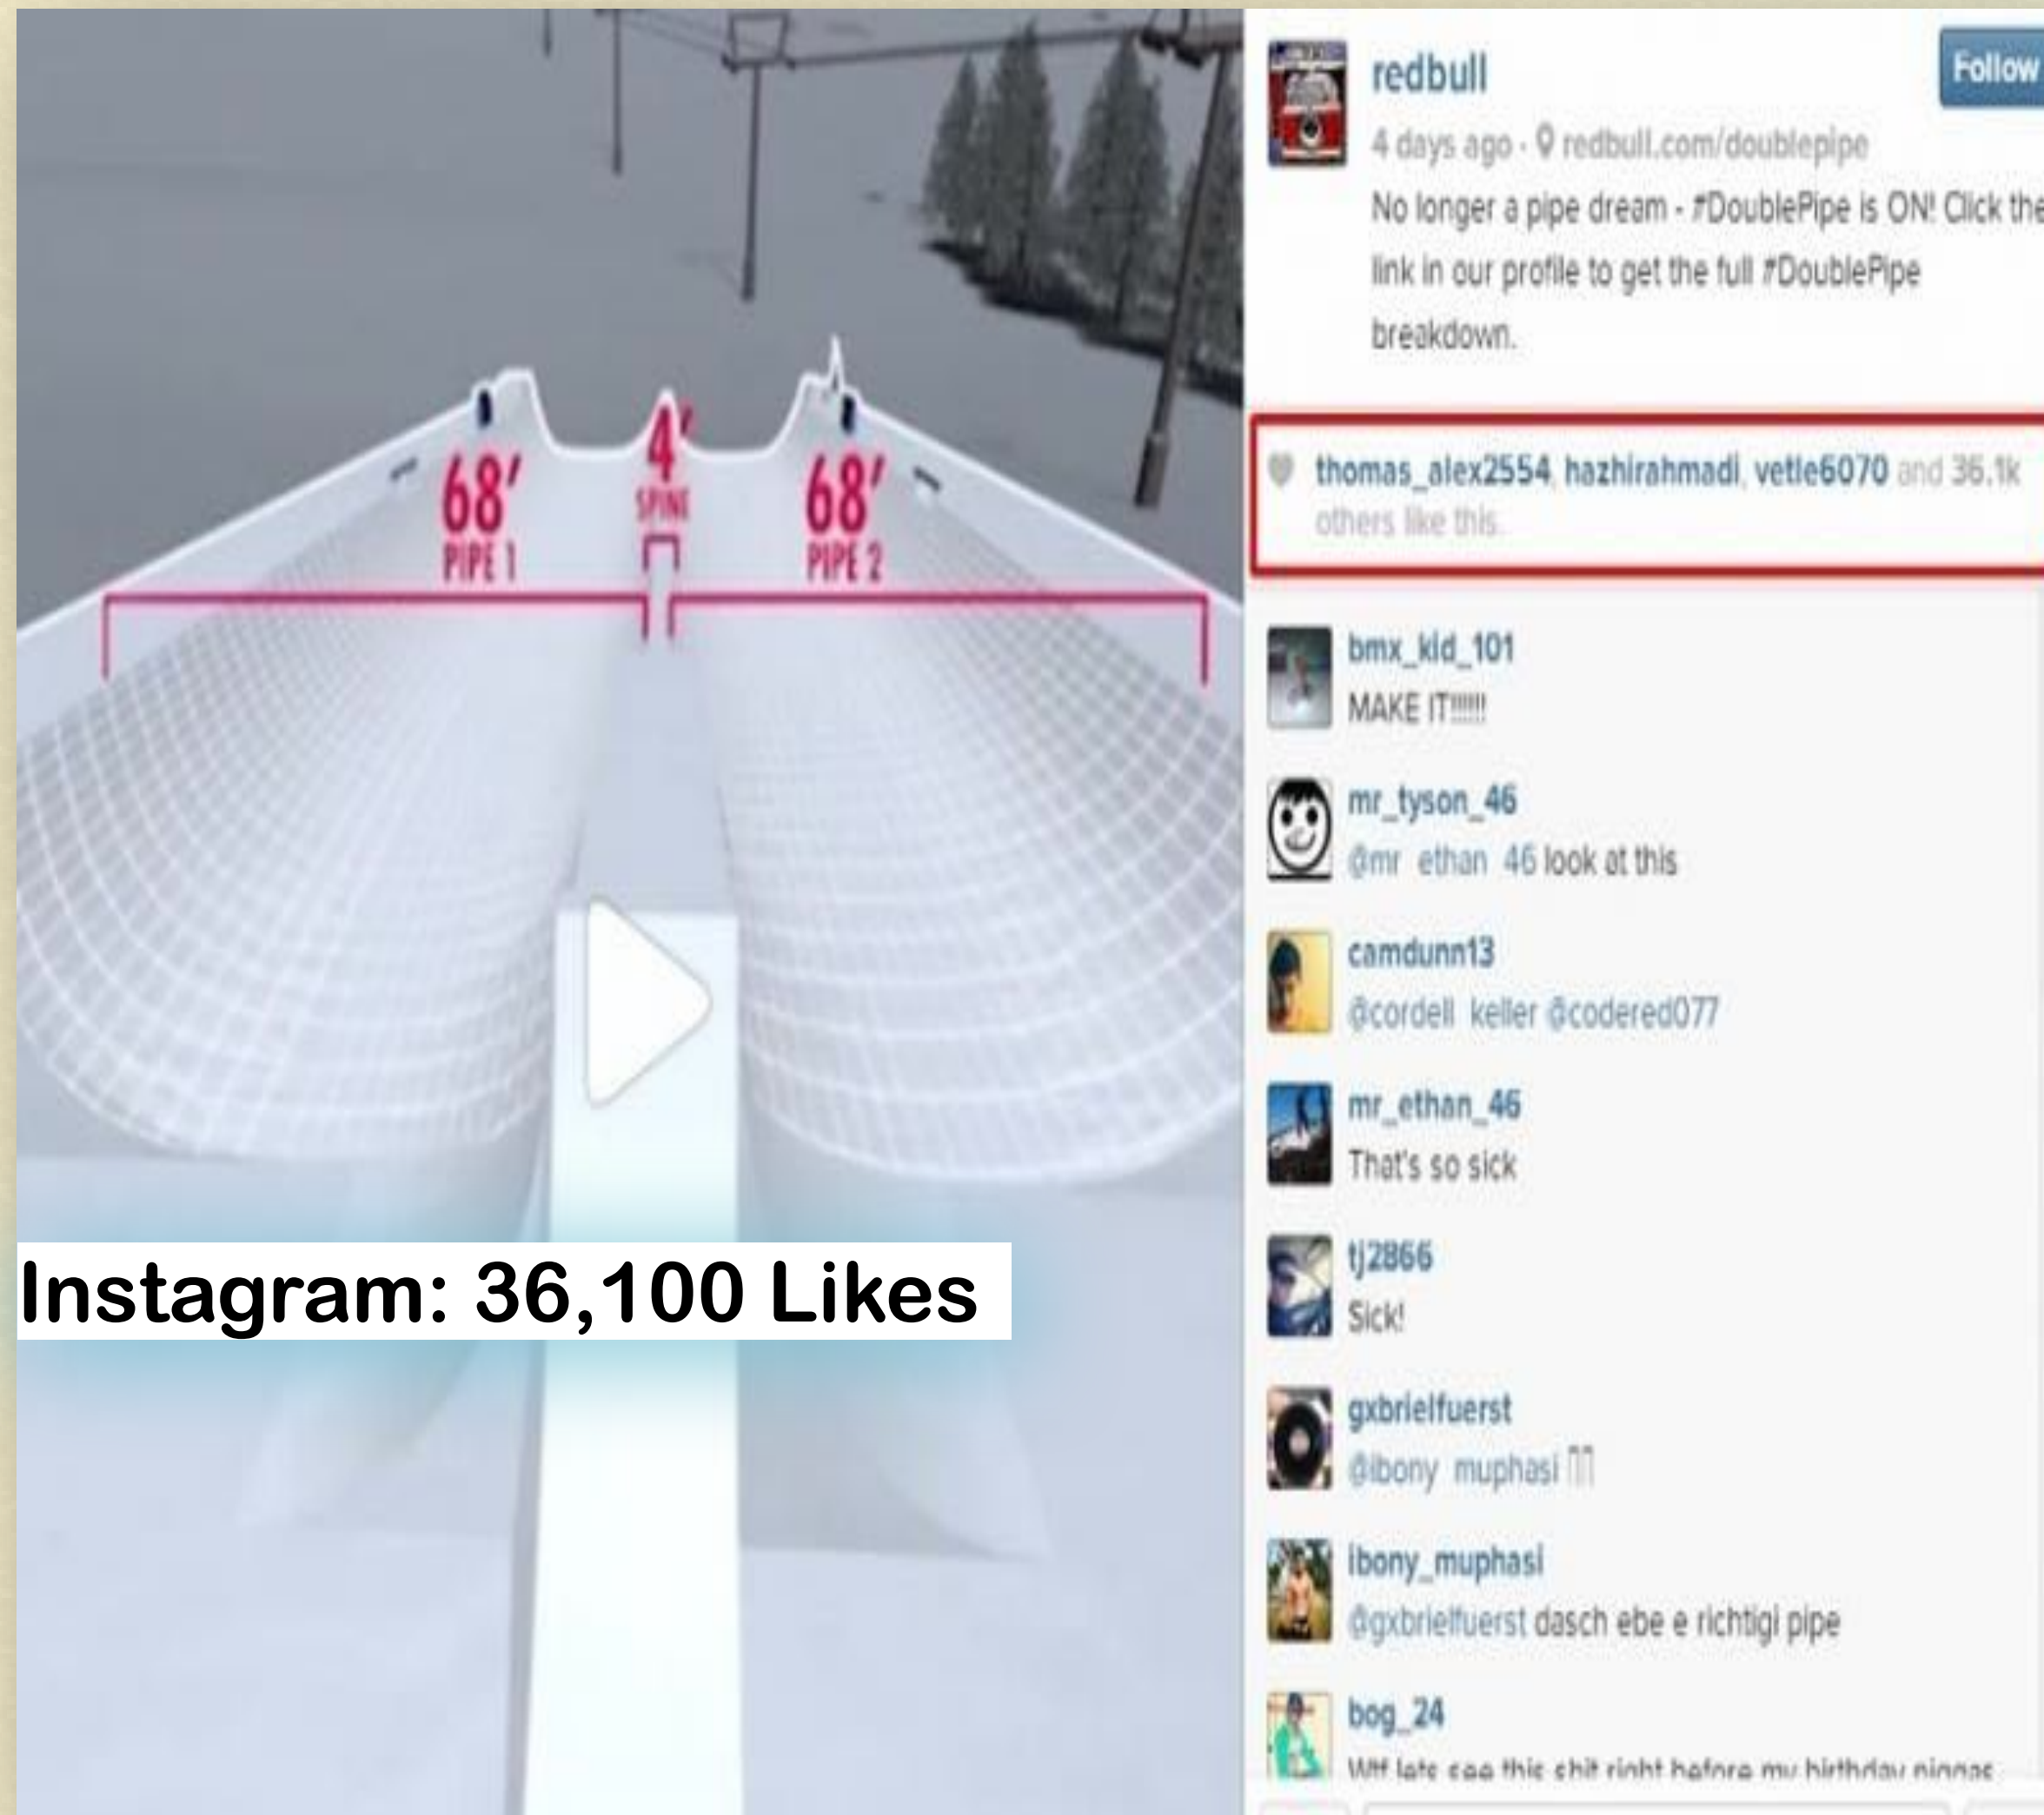 4'
SPINE
68'
PIPE 1
68'
PIPE 2
Instagram: 36,100 Likes
redbull
Follow
4 days ago · redbull.com/doublepipe
No longer a pipe dream - #DoublePipe is ON! Click the
link in our profile to get the full #DoublePipe
breakdown.
thomas_alex2554, hazhirahmadi, vetle6070 and 36.1k
others like this.
bmx_kid_101
MAKE IT!!!!!!
mr_tyson_46
@mr_ethan_46 look at this
camdunn13
@cordell_keller @codered077
mr_ethan_46
That's so sick
tj2866
Sick!
gxbrielfuerst
@ibony_muphasi
ibony_muphasi
@gxbrielfuerst dasch ebe e richtigi pipe
bog_24
Wtf lets see this shit right before my birthday niggas